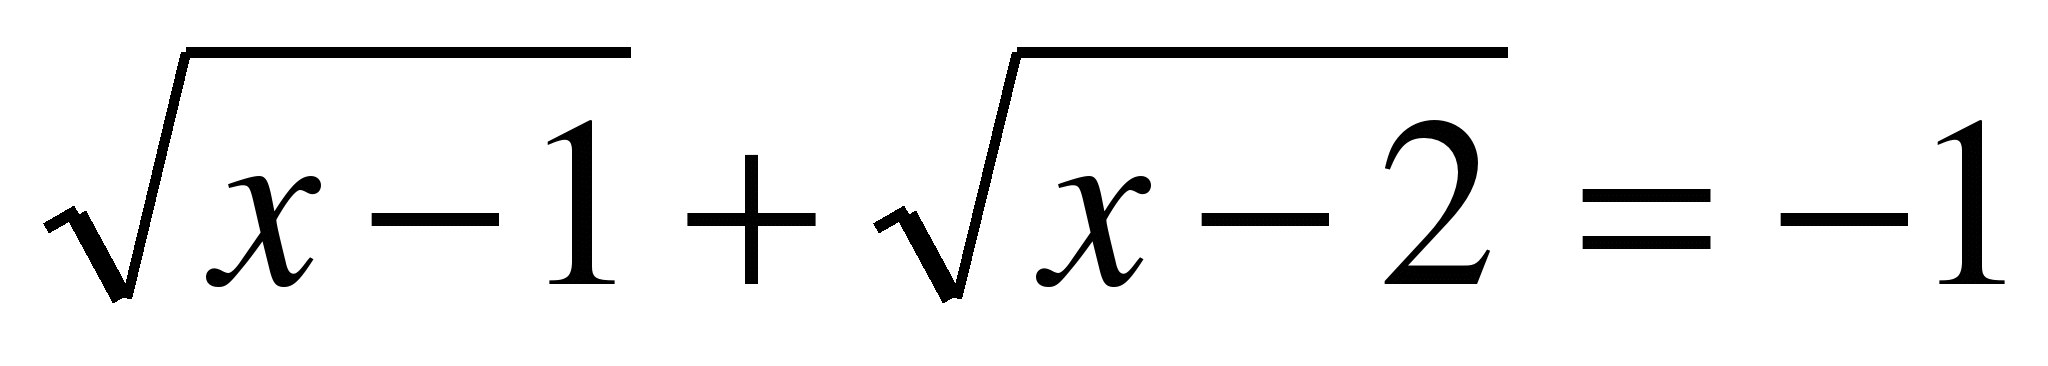 √(x − 1) + √(x − 2) = −1